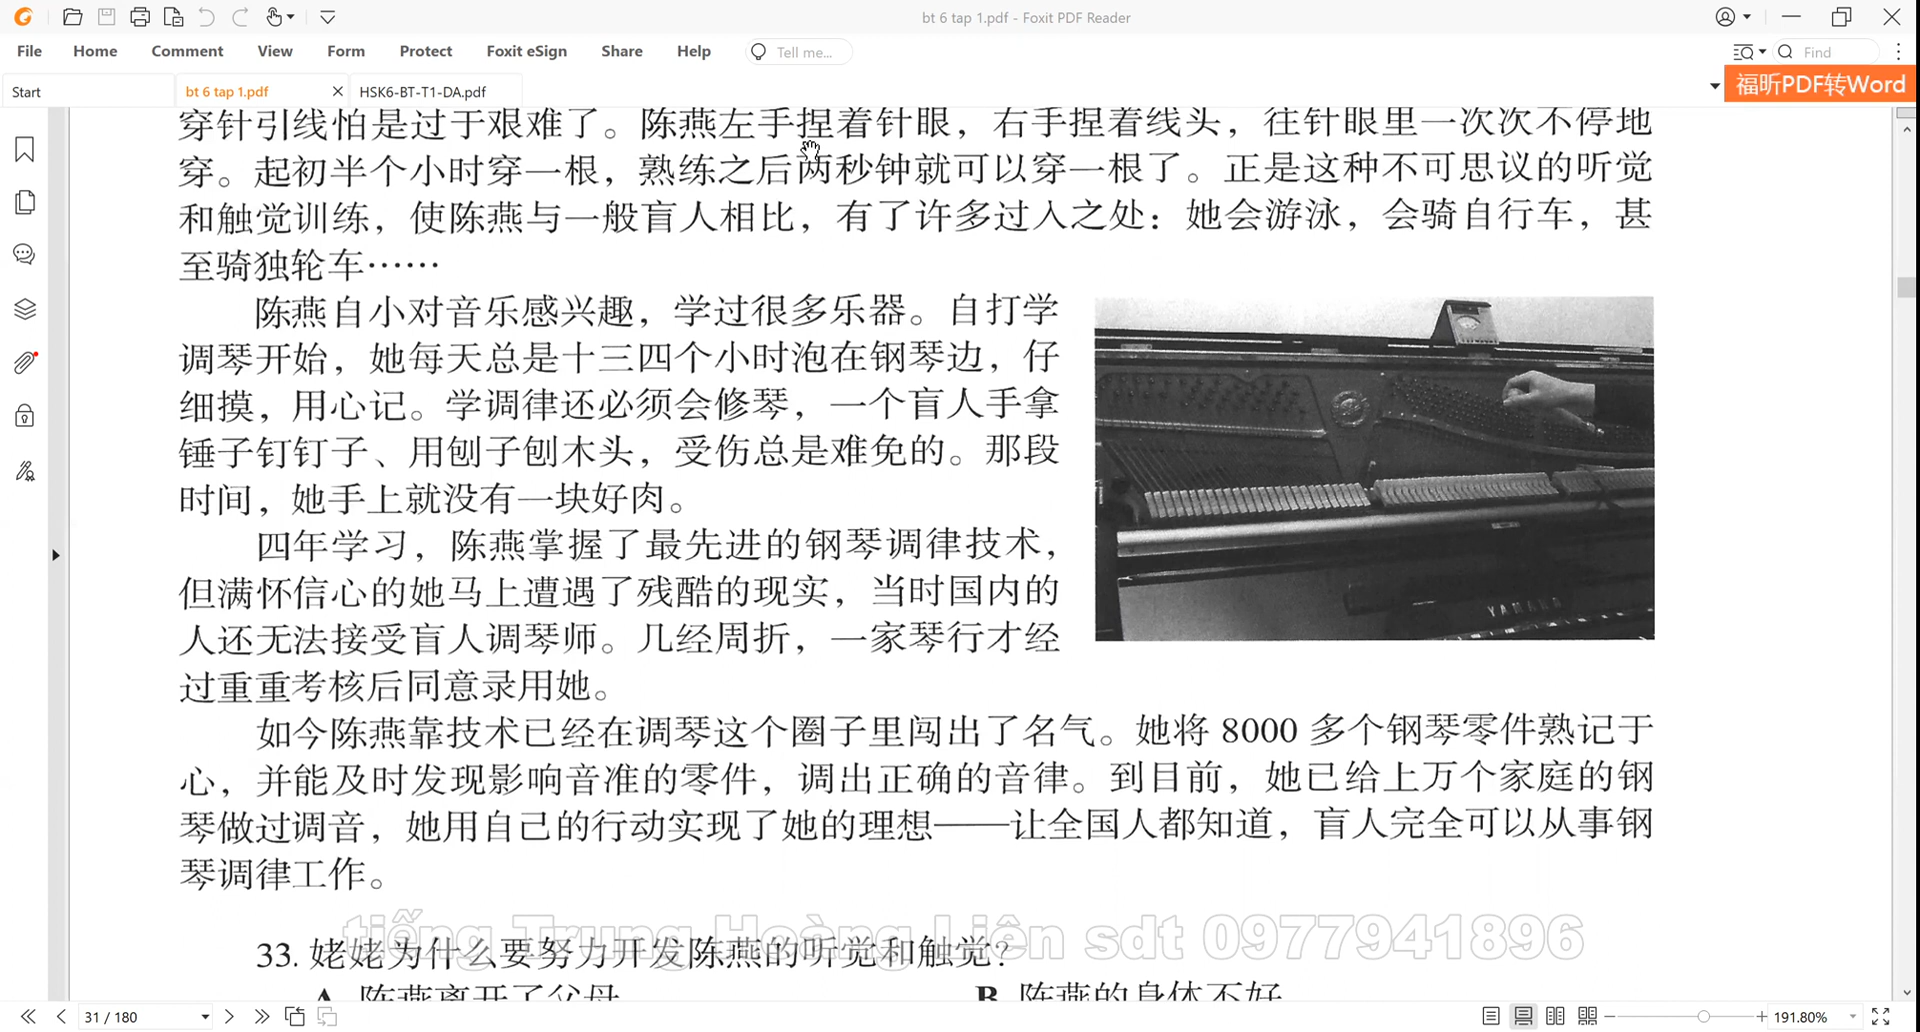 bt 6 tap 1.pdf - Foxit PDF Reader
File Home Comment View Form Protect Foxit eSign Share Help Tell me... Find
Start bt 6 tap 1.pdf HSK6-BT-T1-DA.pdf 福昕PDF转Word
穿针引线怕是过于艰难了。陈燕左手捏着针眼，右手捏着线头，往针眼里一次次不停地
穿。起初半个小时穿一根，熟练之后两秒钟就可以穿一根了。正是这种不可思议的听觉
和触觉训练，使陈燕与一般盲人相比，有了许多过人之处：她会游泳，会骑自行车，甚
至骑独轮车……
陈燕自小对音乐感兴趣，学过很多乐器。自打学
调琴开始，她每天总是十三四个小时泡在钢琴边，仔
细摸，用心记。学调律还必须会修琴，一个盲人手拿
锤子钉钉子、用刨子刨木头，受伤总是难免的。那段
时间，她手上就没有一块好肉。
四年学习，陈燕掌握了最先进的钢琴调律技术，
但满怀信心的她马上遭遇了残酷的现实，当时国内的
人还无法接受盲人调琴师。几经周折，一家琴行才经
过重重考核后同意录用她。
YAMAHA
如今陈燕靠技术已经在调琴这个圈子里闯出了名气。她将 8000 多个钢琴零件熟记于
心，并能及时发现影响音准的零件，调出正确的音律。到目前，她已给上万个家庭的钢
琴做过调音，她用自己的行动实现了她的理想——让全国人都知道，盲人完全可以从事钢
琴调律工作。
tiếng Trung Hoàng Liên sdt 0977941896
33. 姥姥为什么要努力开发陈燕的听觉和触觉？
A 陈燕离开了父母 B 陈燕的身体不好
31 / 180 191.80%